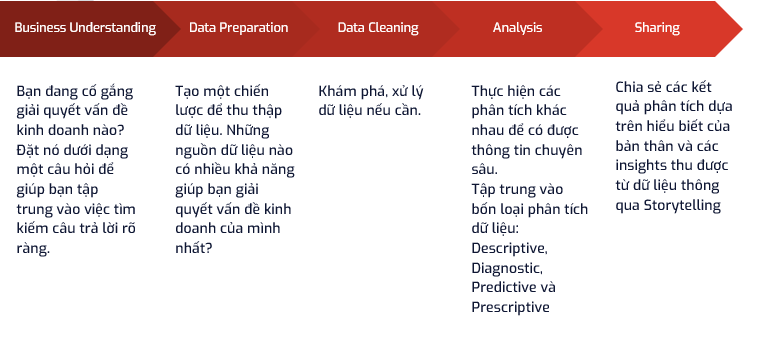 Business Understanding
Data Preparation
Data Cleaning
Analysis
Sharing
Bạn đang cố gắng
giải quyết vấn đề
kinh doanh nào?
Đặt nó dưới dạng
một câu hỏi để
giúp bạn tập
trung vào việc tìm
kiếm câu trả lời rõ
ràng.
Tạo một chiến
lược để thu thập
dữ liệu. Những
nguồn dữ liệu nào
có nhiều khả năng
giúp bạn giải
quyết vấn đề kinh
doanh của mình
nhất?
Khám phá, xử lý
dữ liệu nếu cần.
Thực hiện các
phân tích khác
nhau để có được
thông tin chuyên
sâu.
Tập trung vào
bốn loại phân tích
dữ liệu:
Descriptive,
Diagnostic,
Predictive và
Prescriptive
Chia sẻ các kết
quả phân tích dựa
trên hiểu biết của
bản thân và các
insights thu được
từ dữ liệu thông
qua Storytelling